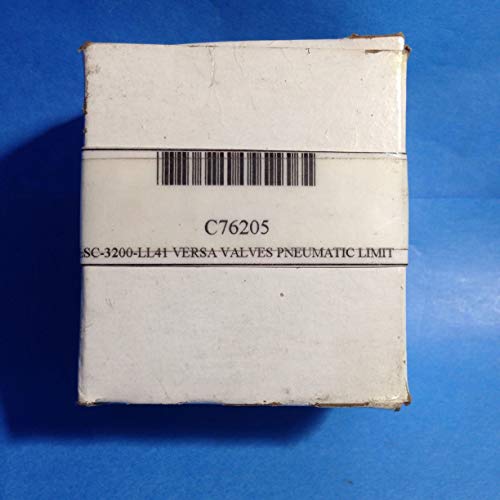 C76205
SC-3200-LL41 VERSA VALVES PNEUMATIC LIMIT